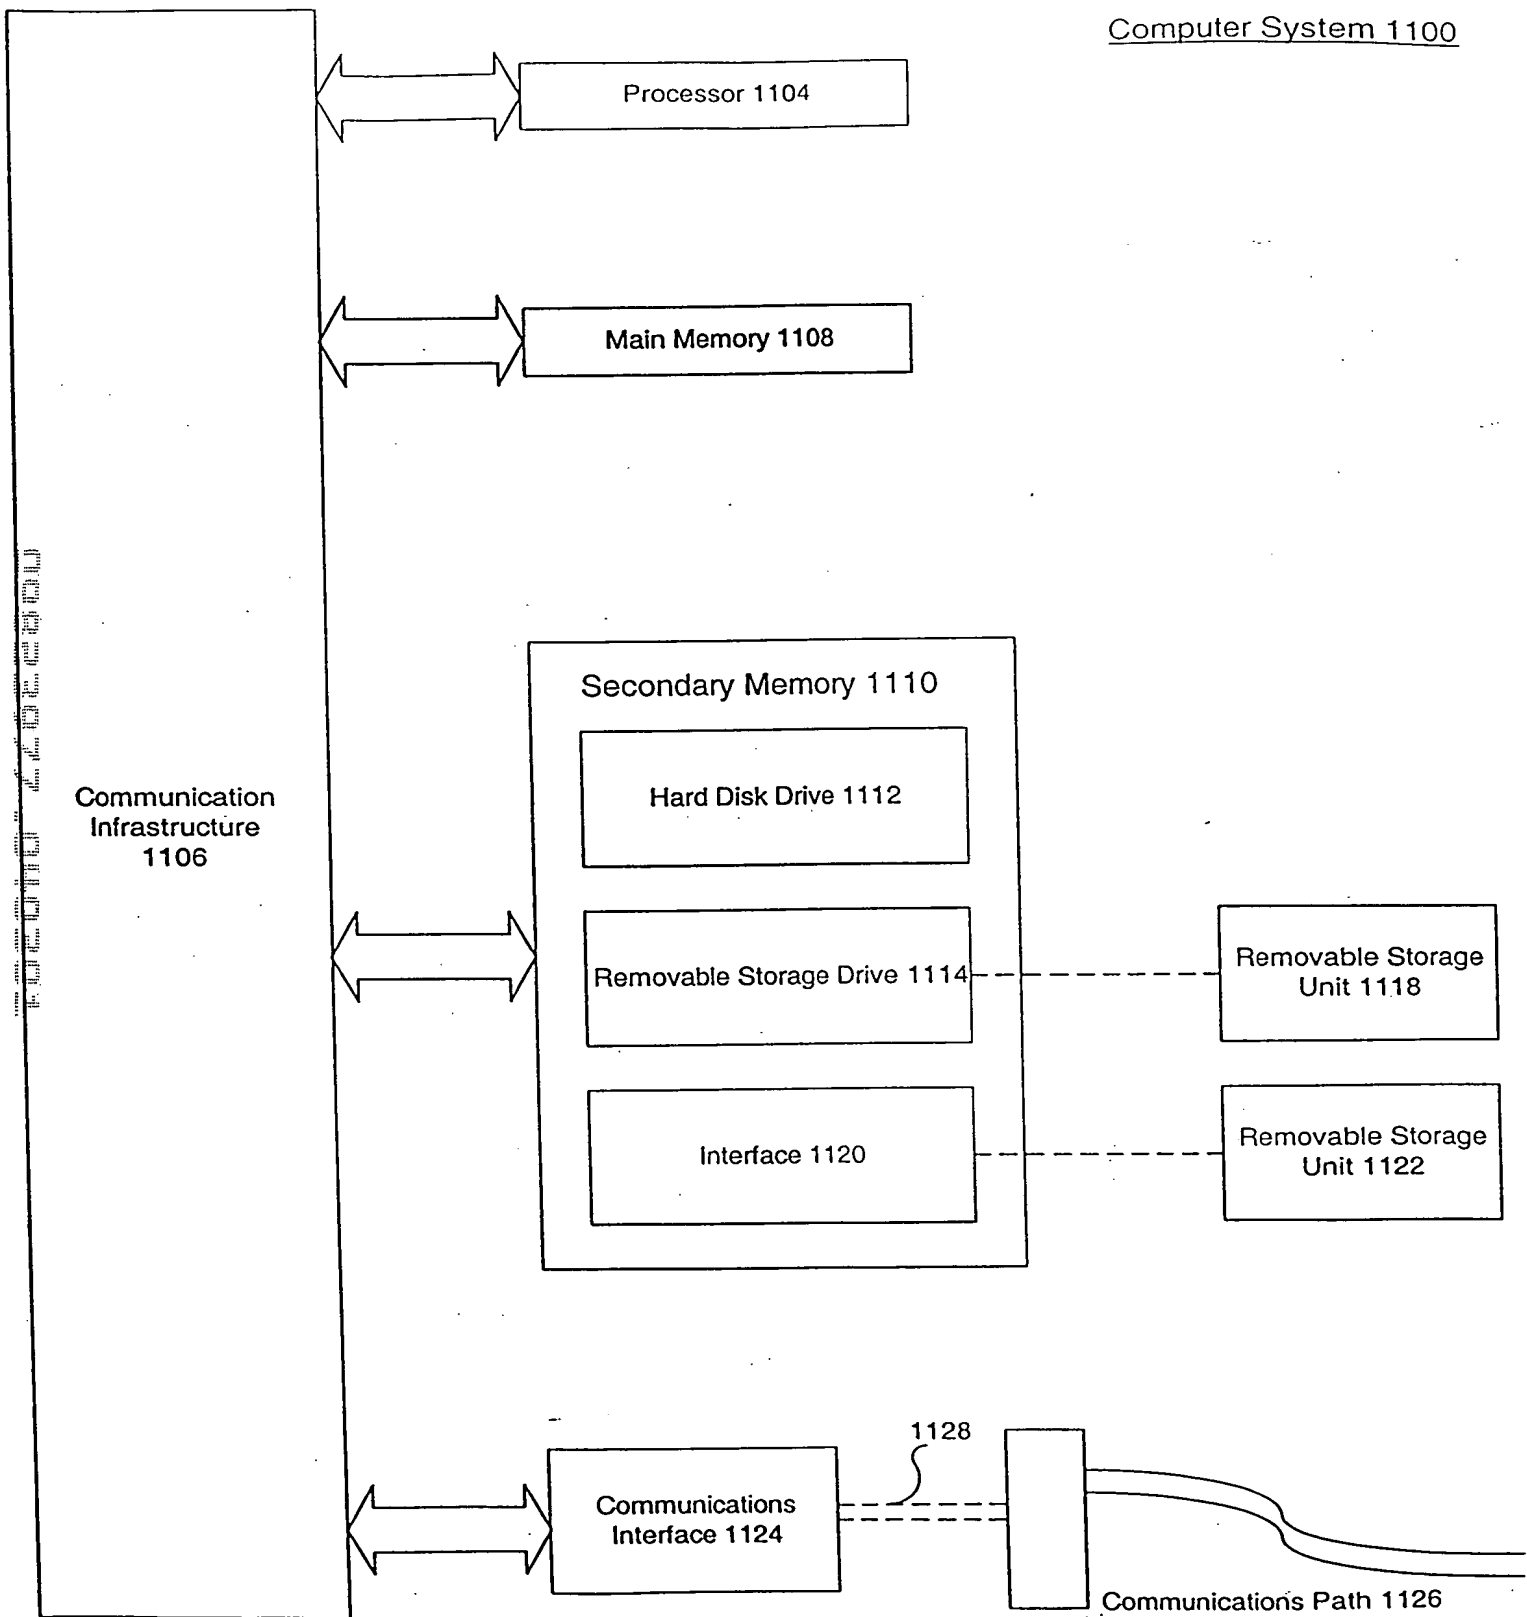 Computer System 1100
Processor 1104
Main Memory 1108
Secondary Memory 1110
Hard Disk Drive 1112
Communication
Infrastructure
1106
Removable Storage Drive 1114
Removable Storage
Unit 1118
Interface 1120
Removable Storage
Unit 1122
1128
Communications
Interface 1124
Communications Path 1126